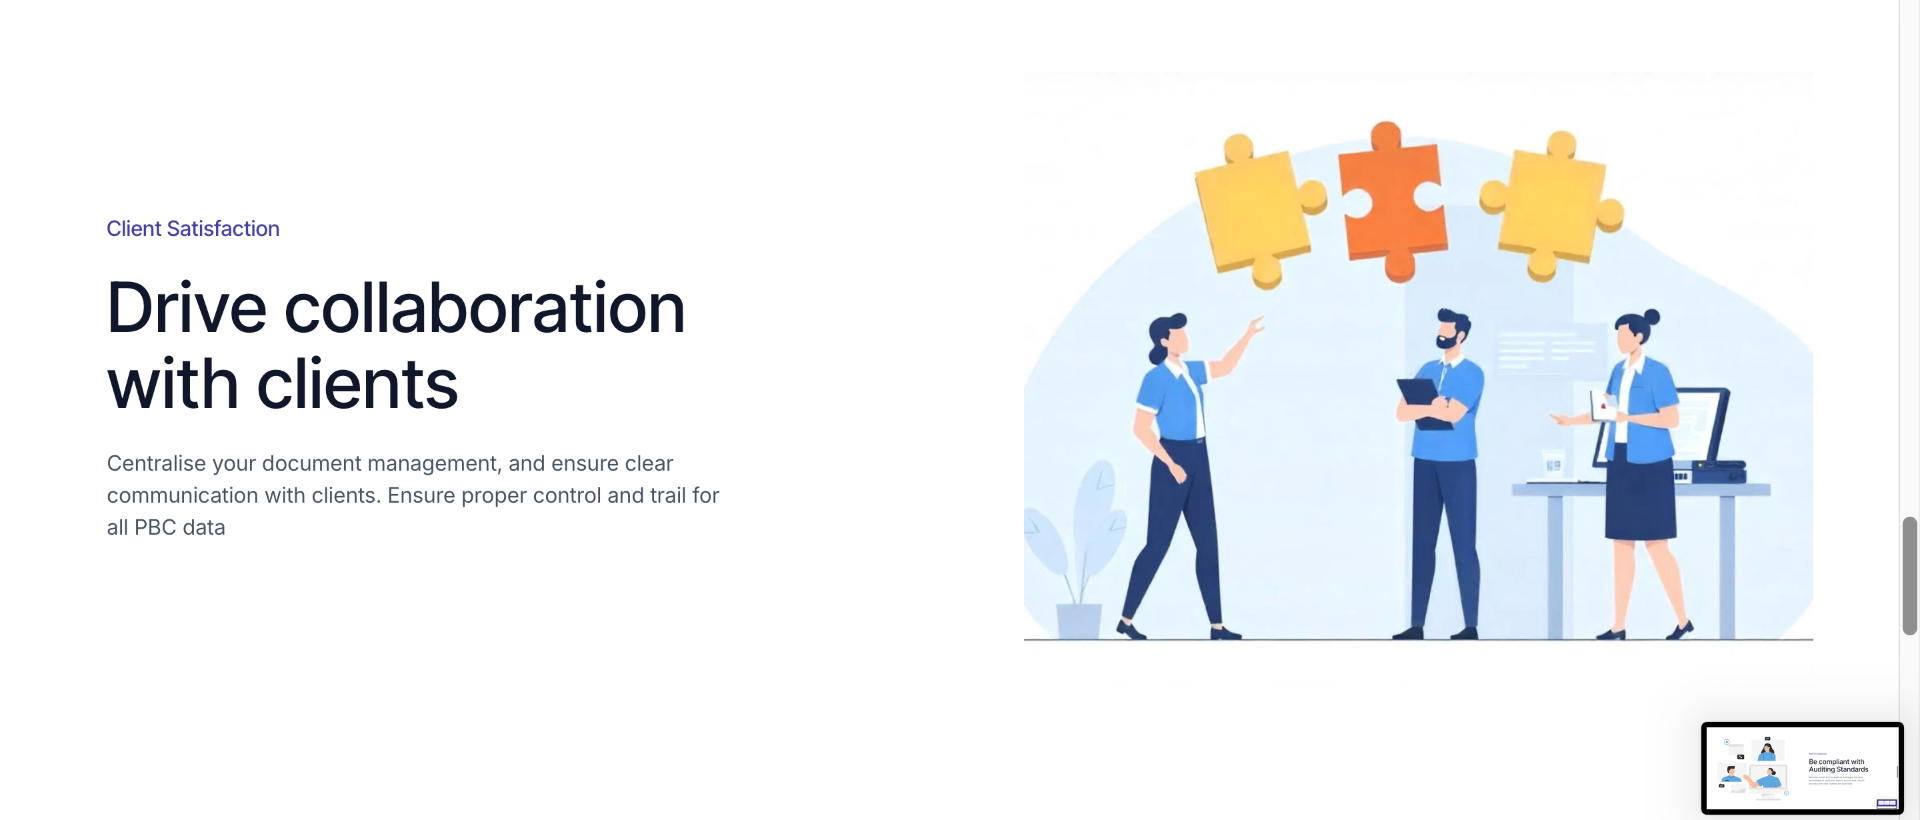 Client Satisfaction
Drive collaboration
with clients
Centralise your document management, and ensure clear
communication with clients. Ensure proper control and trail for
all PBC data
Be compliant with
Auditing Standards